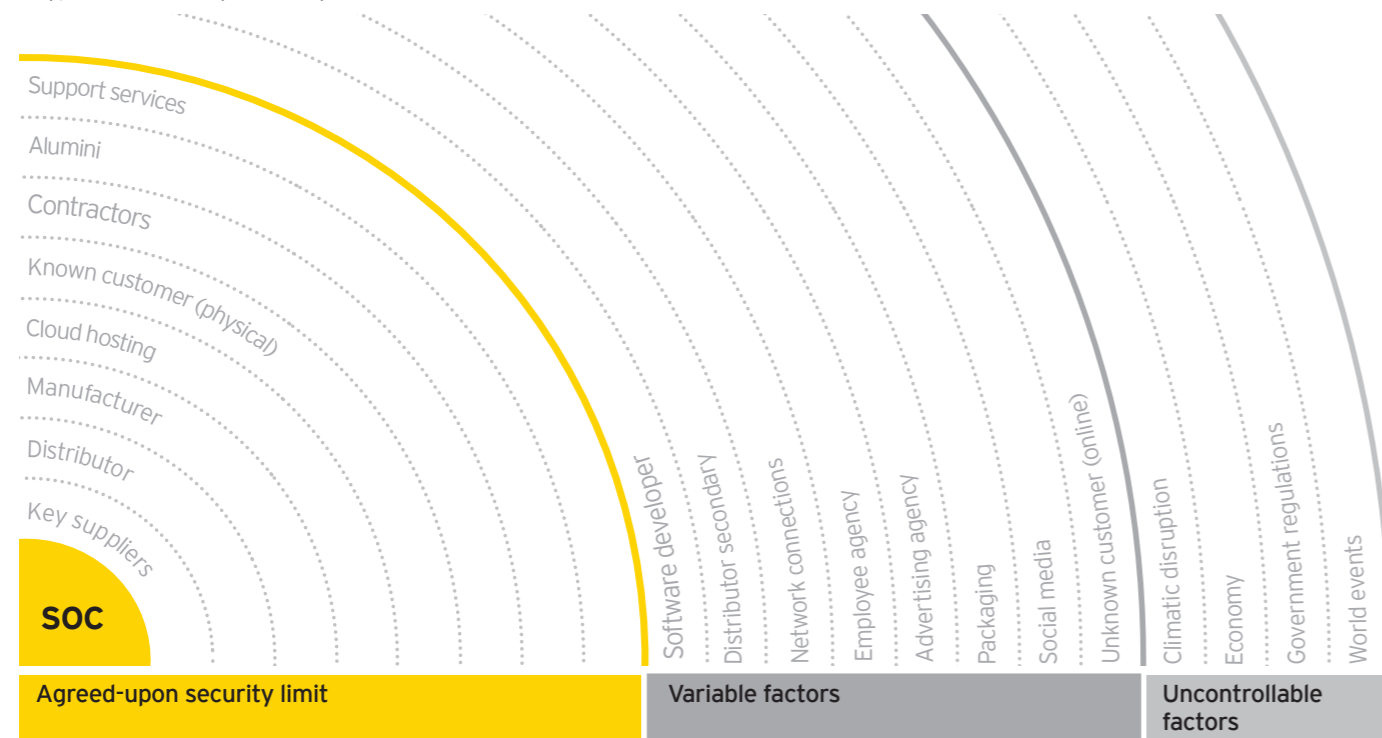 Support services
Alumini
Contractors
Known customer (physical)
Cloud hosting
Manufacturer
Distributor
Key suppliers
SOC
Software developer
Distributor secondary
Network connections
Employee agency
Advertising agency
Packaging
Social media
Unknown customer (online)
Climatic disruption
Economy
Government regulations
World events
Agreed-upon security limit
Variable factors
Uncontrollable
factors